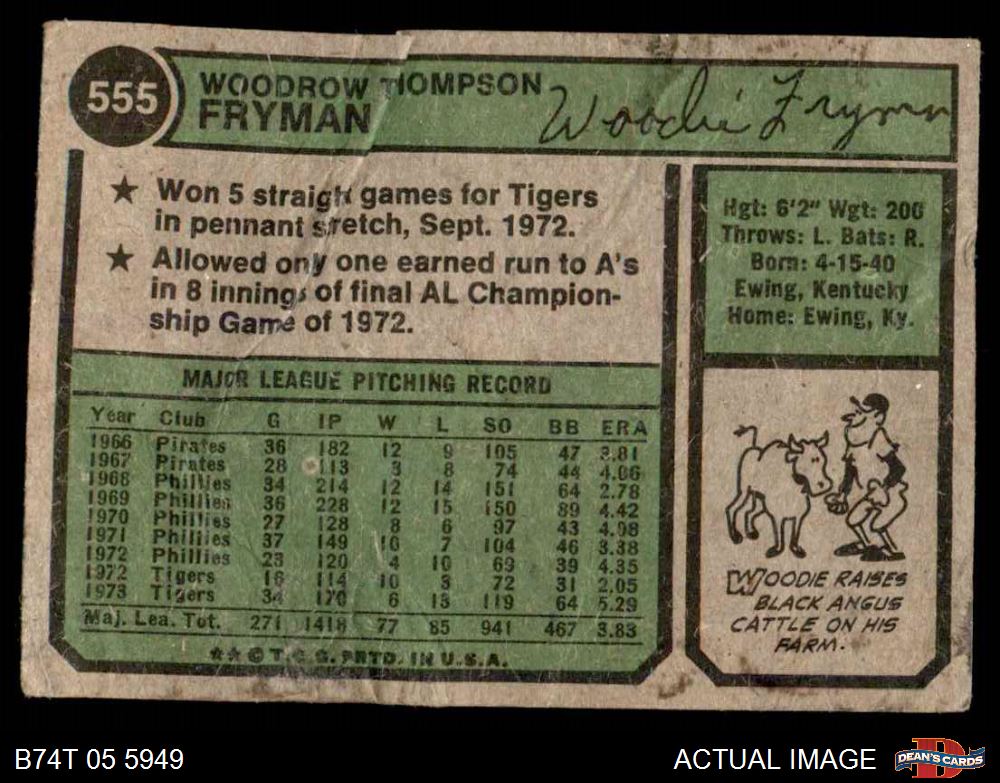 555
WOODROW THOMPSON
FRYMAN
Woodie Fryman
★ Won 5 straight games for Tigers
in pennant stretch, Sept. 1972.
★ Allowed only one earned run to A's
in 8 innings of final AL Champion-
ship Game of 1972.
Hgt: 6'2" Wgt: 200
Throws: L. Bats: R.
Born: 4-15-40
Ewing, Kentucky
Home: Ewing, Ky.
MAJOR LEAGUE PITCHING RECORD
Year Club G IP W L SO BB ERA
1966 Pirates 36 182 12 9 105 47 3.81
1967 Pirates 28 113 3 8 74 44 4.06
1968 Phillies 34 214 12 14 151 64 2.78
1969 Phillies 36 228 12 15 150 89 4.42
1970 Phillies 27 128 8 6 97 43 4.08
1971 Phillies 37 149 10 7 104 46 3.38
1972 Phillies 23 120 4 10 69 39 4.35
1972 Tigers 16 114 10 3 72 31 2.05
1973 Tigers 34 170 6 13 119 64 5.29
Maj. Lea. Tot. 271 1418 77 85 941 467 3.83
★★© T.C.G. PRTD. IN U.S.A.
WOODIE RAISES
BLACK ANGUS
CATTLE ON HIS
FARM.
B74T 05 5949
ACTUAL IMAGE
DEAN'S CARDS